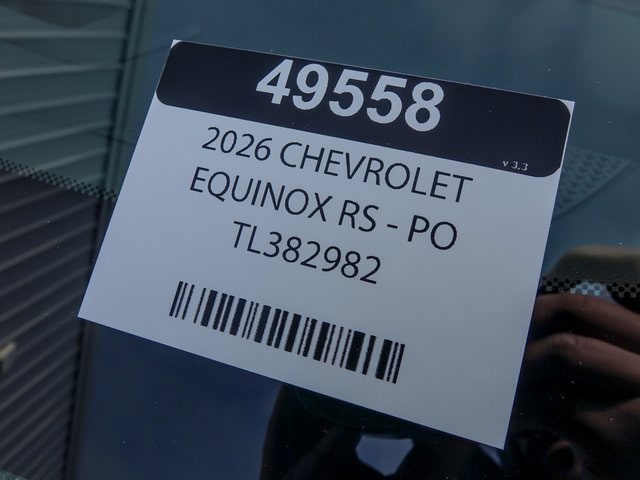 49558
v 3.3
2026 CHEVROLET
EQUINOX RS - PO
TL382982